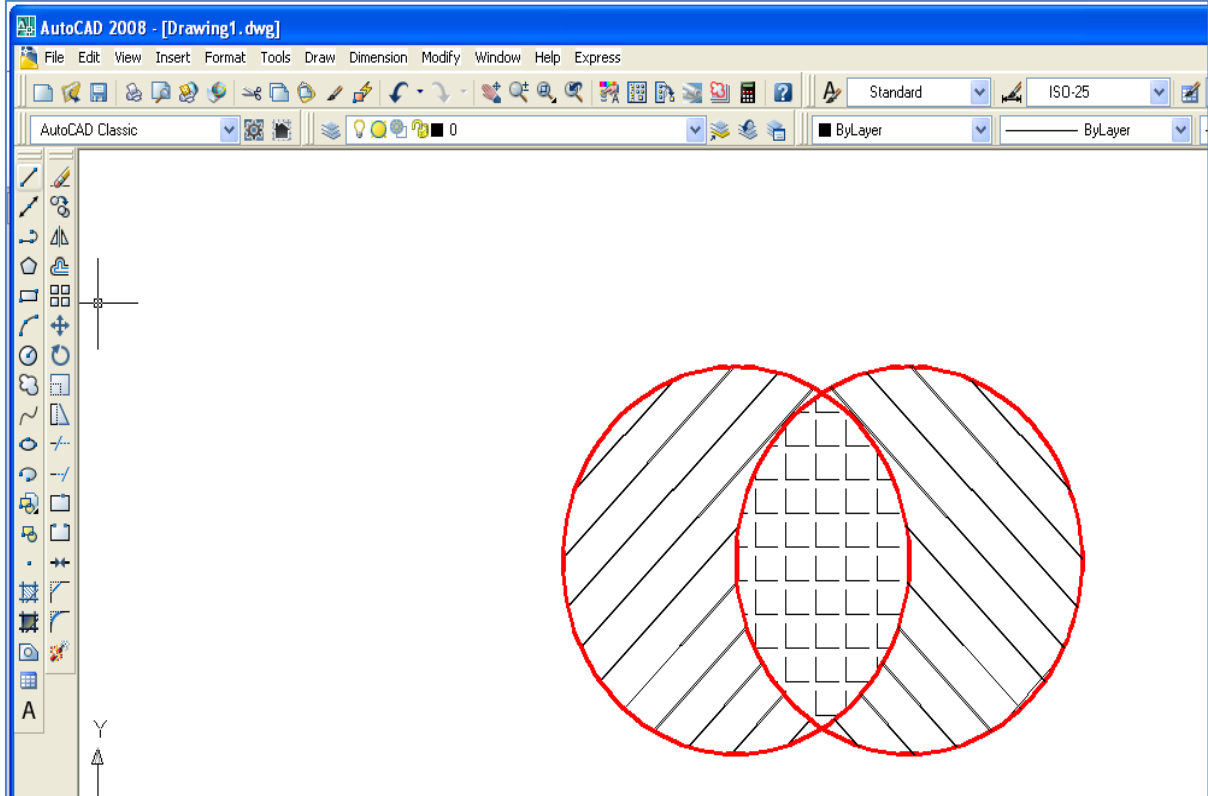 AutoCAD 2008 - [Drawing1.dwg]
File Edit View Insert Format Tools Draw Dimension Modify Window Help Express
Standard ISO-25
AutoCAD Classic 0 ByLayer ByLayer
A
Y